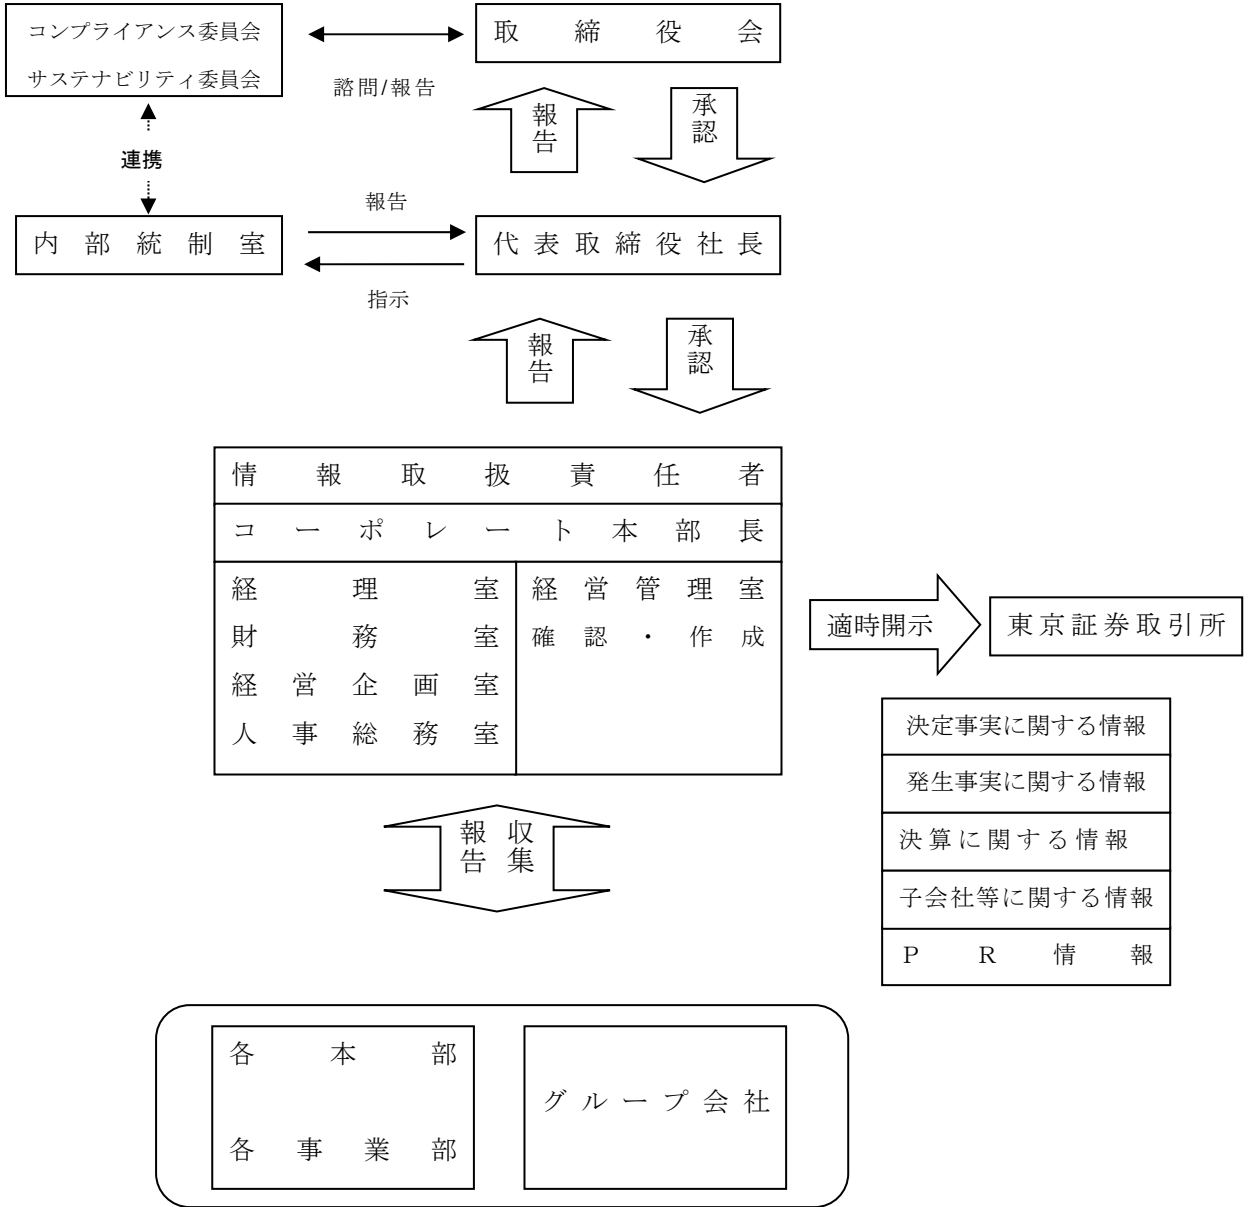 コンプライアンス委員会
サステナビリティ委員会
取締役会
諮問/報告
報告
承認
連携
報告
内部統制室
代表取締役社長
指示
報告
承認
情報取扱責任者
コーポレート本部長
経理室
財務室
経営企画室
人事総務室
経営管理室
確認・作成
適時開示
東京証券取引所
決定事実に関する情報
発生事実に関する情報
決算に関する情報
子会社等に関する情報
ＰＲ情報
報告
収集
各本部
各事業部
グループ会社